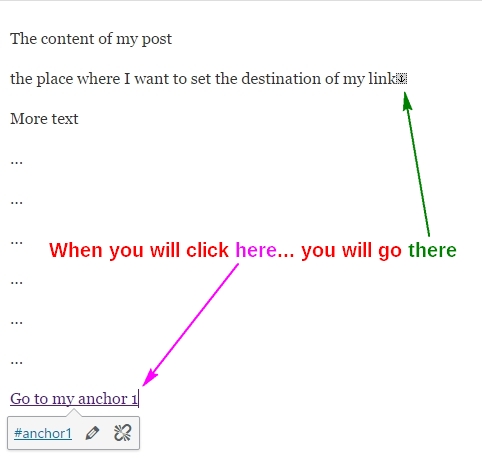 The content of my post
the place where I want to set the destination of my link
More text
...
...
...
When you will click here... you will go there
...
...
...
Go to my anchor 1
#anchor1